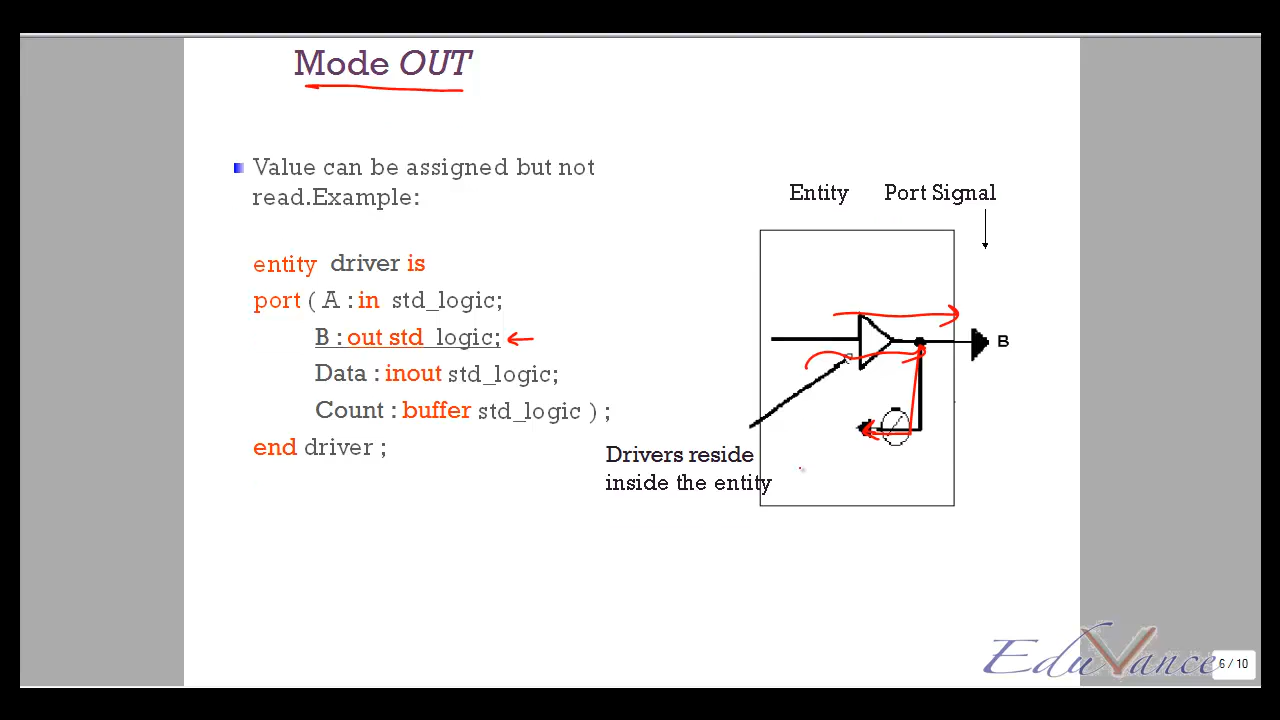 Mode OUT
Value can be assigned but not
read.Example:
entity driver is
port ( A : in std_logic;
B : out std_logic;
Data : inout std_logic;
Count : buffer std_logic ) ;
end driver ;
Entity Port Signal
B
Drivers reside
inside the entity
EduVance
6 / 10